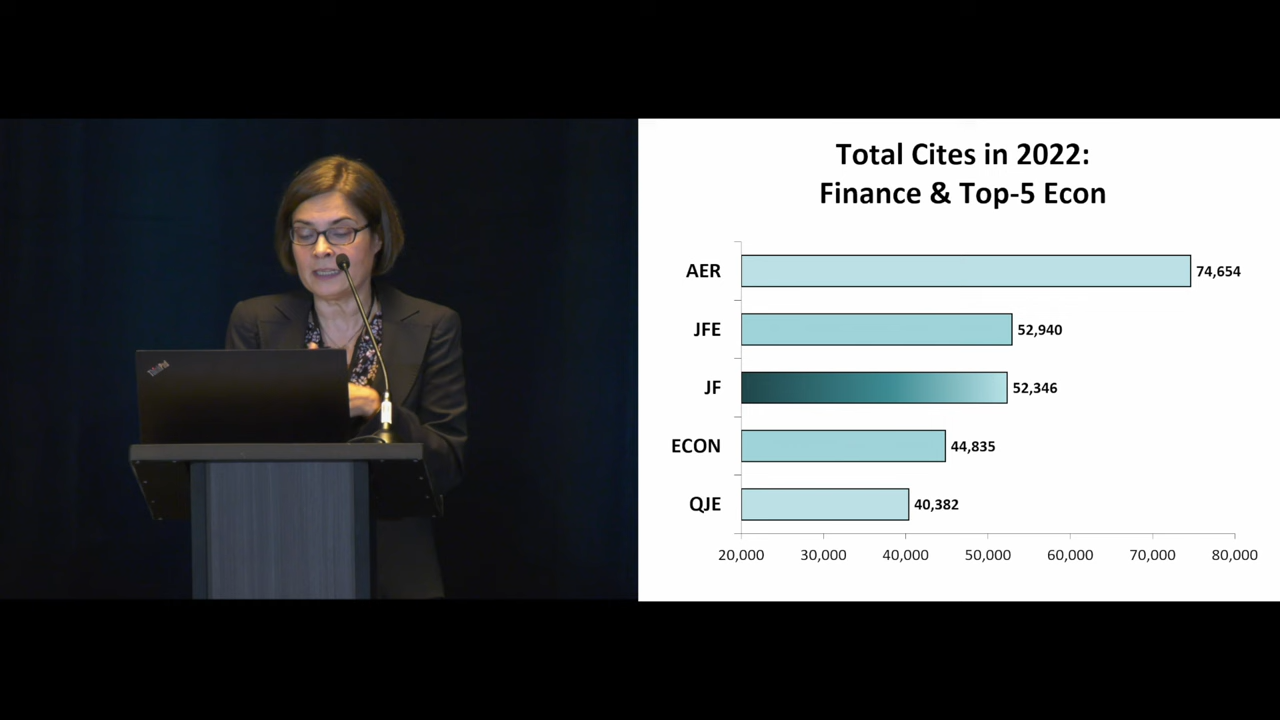 ThinkPad
Total Cites in 2022:
Finance & Top-5 Econ
AER
74,654
JFE
52,940
JF
52,346
ECON
44,835
QJE
40,382
20,000 30,000 40,000 50,000 60,000 70,000 80,000